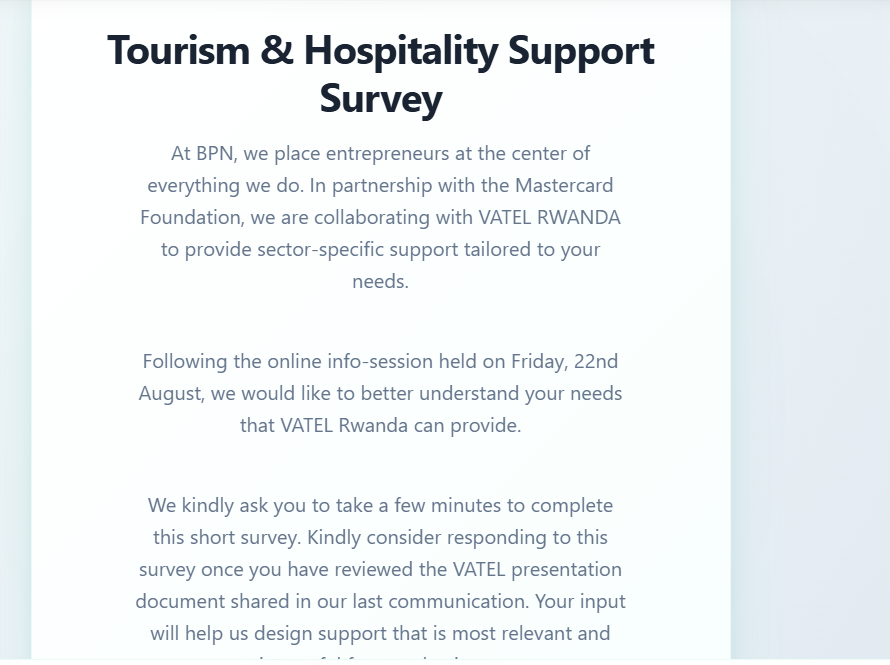 Tourism & Hospitality Support
Survey
At BPN, we place entrepreneurs at the center of
everything we do. In partnership with the Mastercard
Foundation, we are collaborating with VATEL RWANDA
to provide sector-specific support tailored to your
needs.
Following the online info-session held on Friday, 22nd
August, we would like to better understand your needs
that VATEL Rwanda can provide.
We kindly ask you to take a few minutes to complete
this short survey. Kindly consider responding to this
survey once you have reviewed the VATEL presentation
document shared in our last communication. Your input
will help us design support that is most relevant and